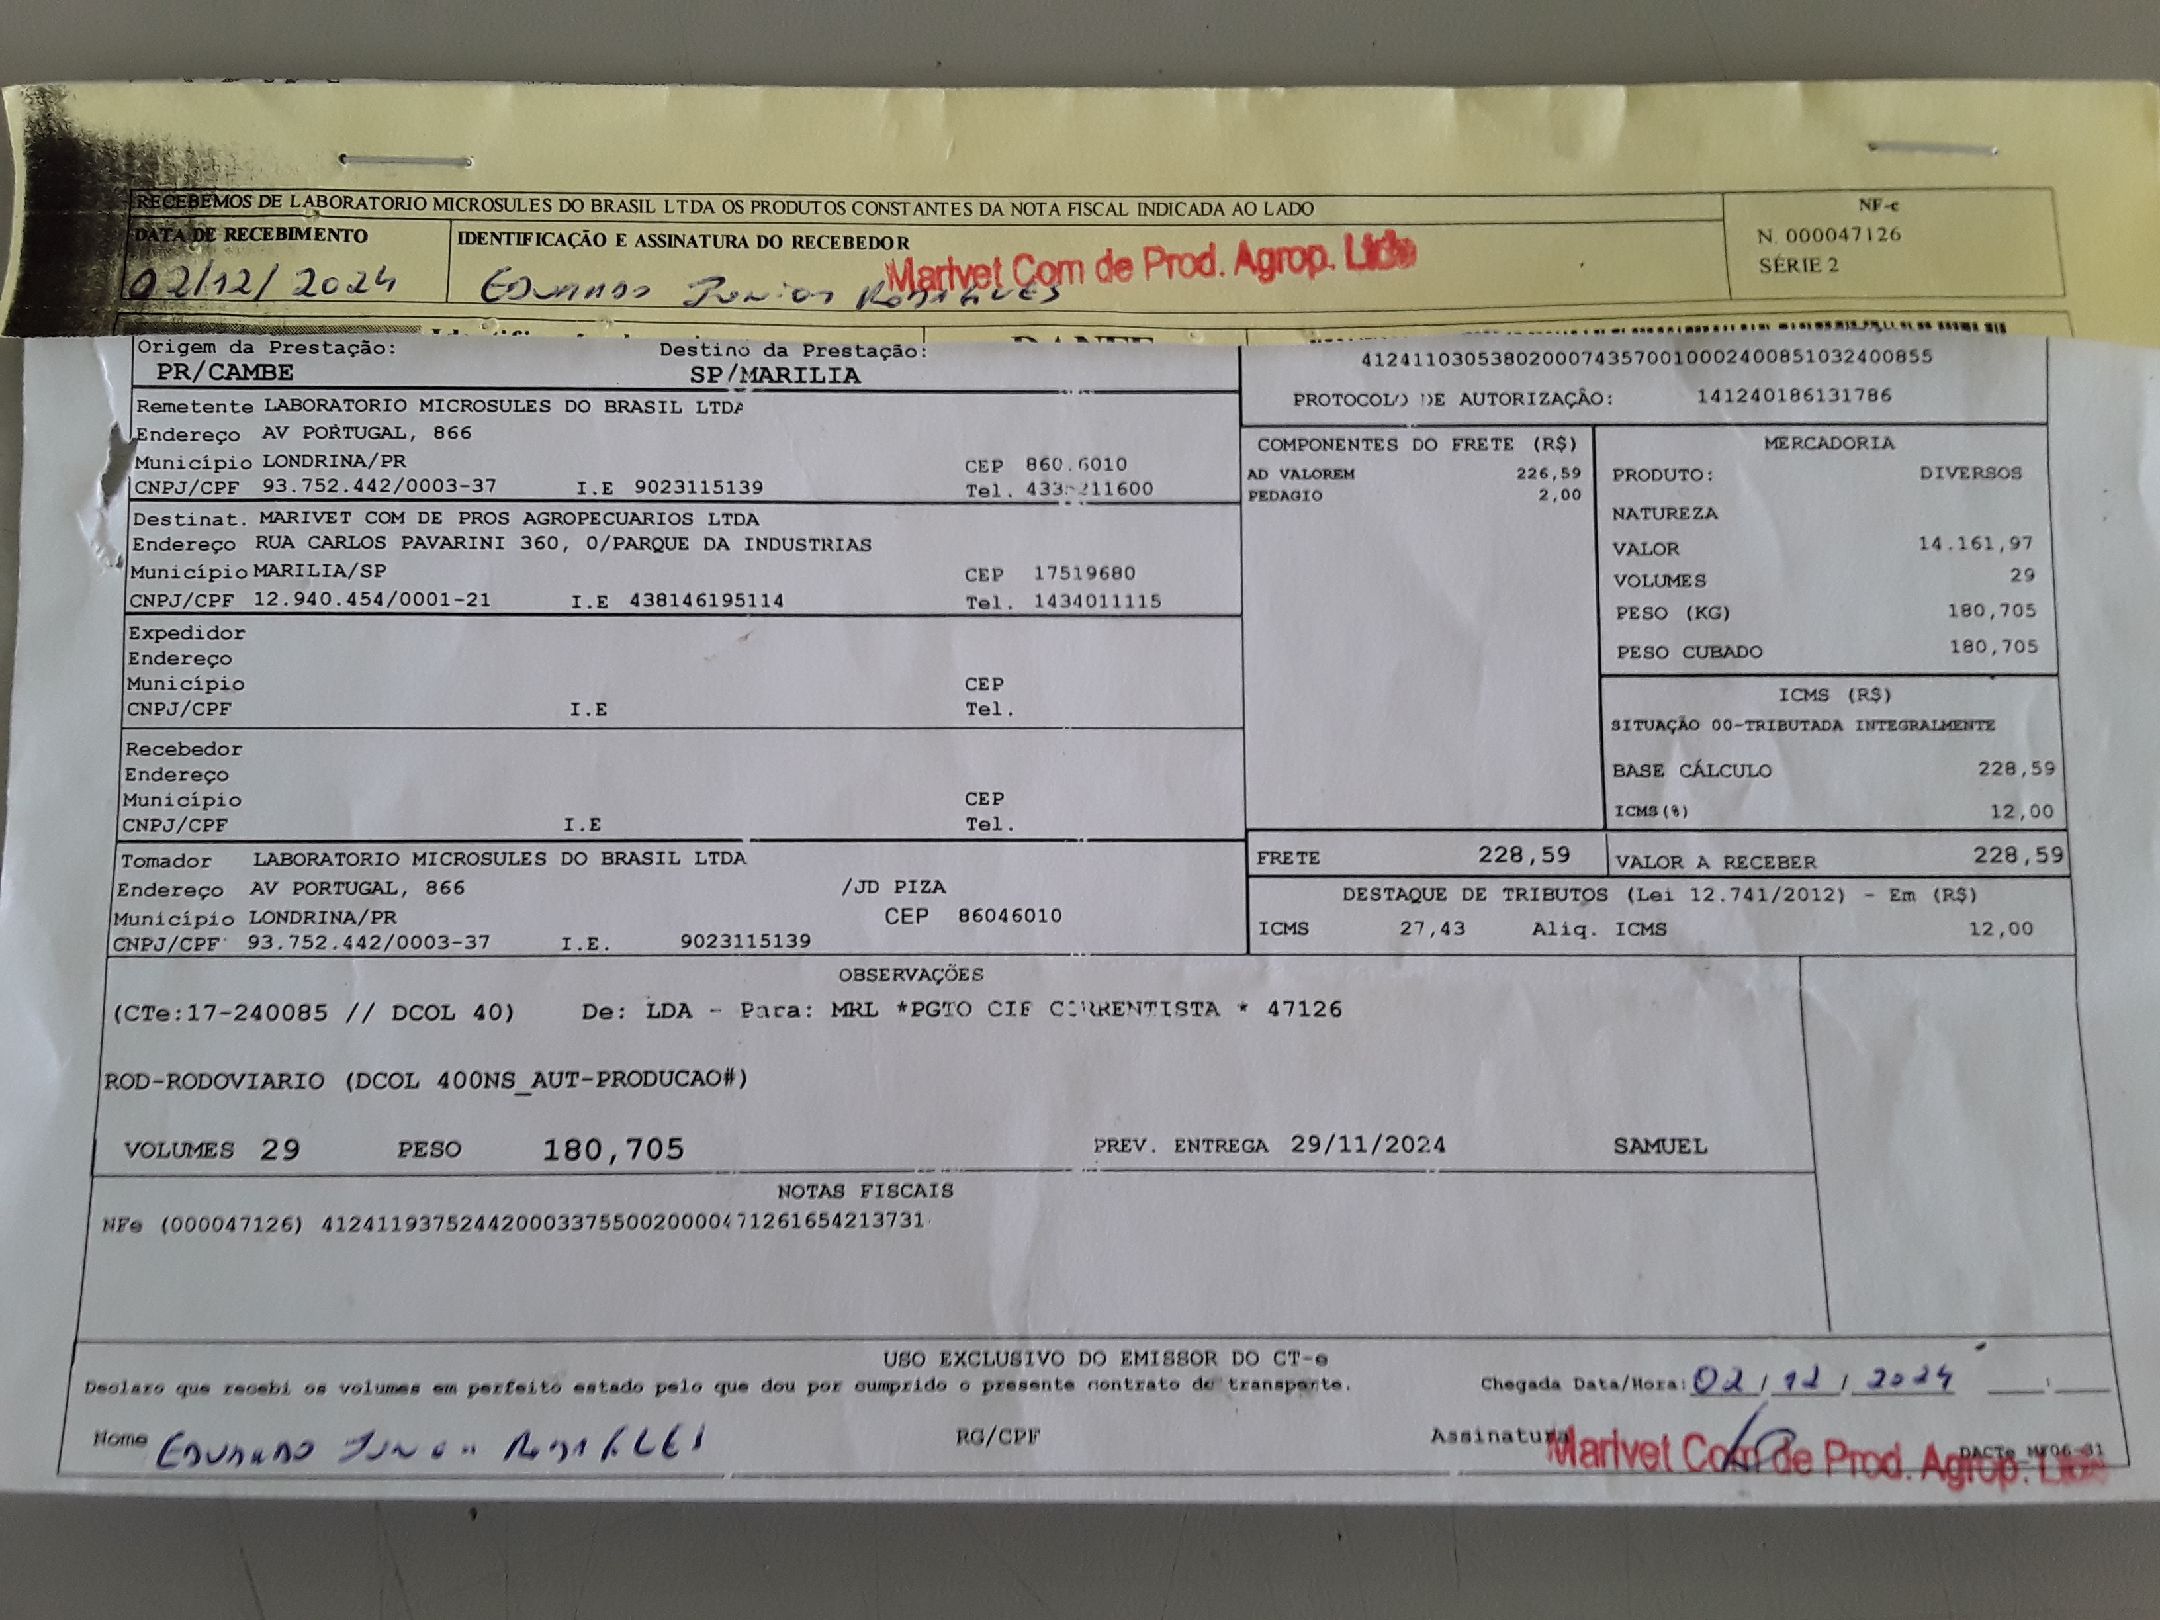 RECEBEMOS DE LABORATORIO MICROSULES DO BRASIL LTDA OS PRODUTOS CONSTANTES DA NOTA FISCAL INDICADA AO LADO
NF-e
N. 000047126
SÉRIE 2
DATA DE RECEBIMENTO
02/12/2024
IDENTIFICAÇÃO E ASSINATURA DO RECEBEDOR
Eduardo Junior Rodrigues
Marivet Com de Prod. Agrop. Ltda
DANFE
Origem da Prestação: Destino da Prestação:
PR/CAMBE SP/MARILIA
41241103053802000743570010002400851032400855
PROTOCOLO DE AUTORIZAÇÃO: 141240186131786
Remetente LABORATORIO MICROSULES DO BRASIL LTDA
Endereço AV PORTUGAL, 866
Município LONDRINA/PR CEP
CNPJ/CPF 93.752.442/0003-37 I.E 9023115139 Tel.
Destinat. MARIVET COM DE PROS AGROPECUARIOS LTDA
Endereço RUA CARLOS PAVARINI 360, 0/PARQUE DA INDUSTRIAS
Município MARILIA/SP CEP 17519680
CNPJ/CPF 12.940.454/0001-21 I.E 438146195114 Tel. 1434011115
Expedidor
Endereço
Município CEP
CNPJ/CPF I.E Tel.
Recebedor
Endereço
Município CEP
CNPJ/CPF I.E Tel.
Tomador LABORATORIO MICROSULES DO BRASIL LTDA
Endereço AV PORTUGAL, 866 /JD PIZA
Município LONDRINA/PR CEP 86046010
CNPJ/CPF 93.752.442/0003-37 I.E. 9023115139
COMPONENTES DO FRETE (R$)
AD VALOREM 226,59
PEDAGIO 2,00
MERCADORIA
PRODUTO: DIVERSOS
NATUREZA
VALOR 14.161,97
VOLUMES 29
PESO (KG) 180,705
PESO CUBADO 180,705
ICMS (R$)
SITUAÇÃO 00-TRIBUTADA INTEGRALMENTE
BASE CÁLCULO 228,59
ICMS(%) 12,00
FRETE 228,59 VALOR A RECEBER 228,59
DESTAQUE DE TRIBUTOS (Lei 12.741/2012) - Em (R$)
ICMS 27,43 Aliq. ICMS 12,00
OBSERVAÇÕES
(CTe:17-240085 // DCOL 40) De: LDA - Para: MRL *PGTO CIF CORRENTISTA * 47126
ROD-RODOVIARIO (DCOL 400NS_AUT-PRODUCAO#)
VOLUMES 29 PESO 180,705 PREV. ENTREGA 29/11/2024 SAMUEL
NOTAS FISCAIS
NFe (000047126) 41241193752442000337550020000471261654213731
USO EXCLUSIVO DO EMISSOR DO CT-e
Declaro que recebi os volumes em perfeito estado pelo que dou por cumprido o presente contrato de transporte. Chegada Data/Hora: 02/12/2024
Nome Eduardo Junior Rodrigues RG/CPF Assinatura
Marivet Com de Prod. Agrop. Ltda